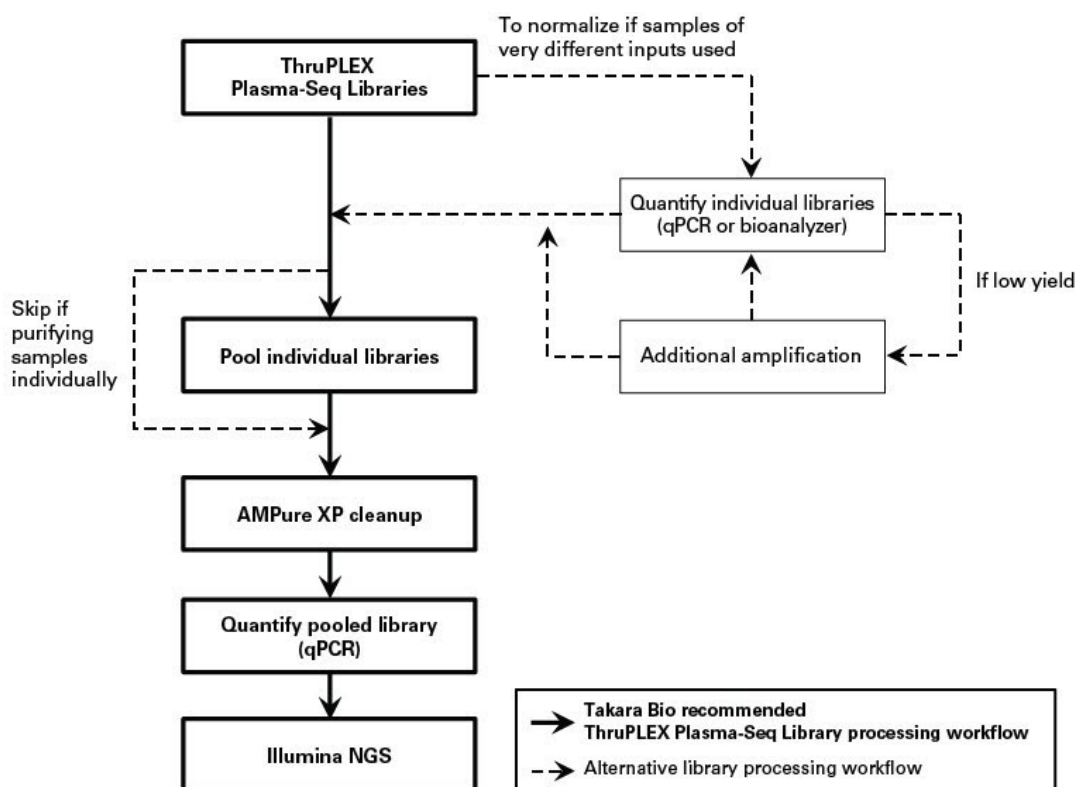 To normalize if samples of
very different inputs used
ThruPLEX
Plasma-Seq Libraries
Quantify individual libraries
(qPCR or bioanalyzer)
If low yield
Skip if
purifying
samples
individually
Pool individual libraries
Additional amplification
AMPure XP cleanup
Quantify pooled library
(qPCR)
Illumina NGS
Takara Bio recommended
ThruPLEX Plasma-Seq Library processing workflow
Alternative library processing workflow